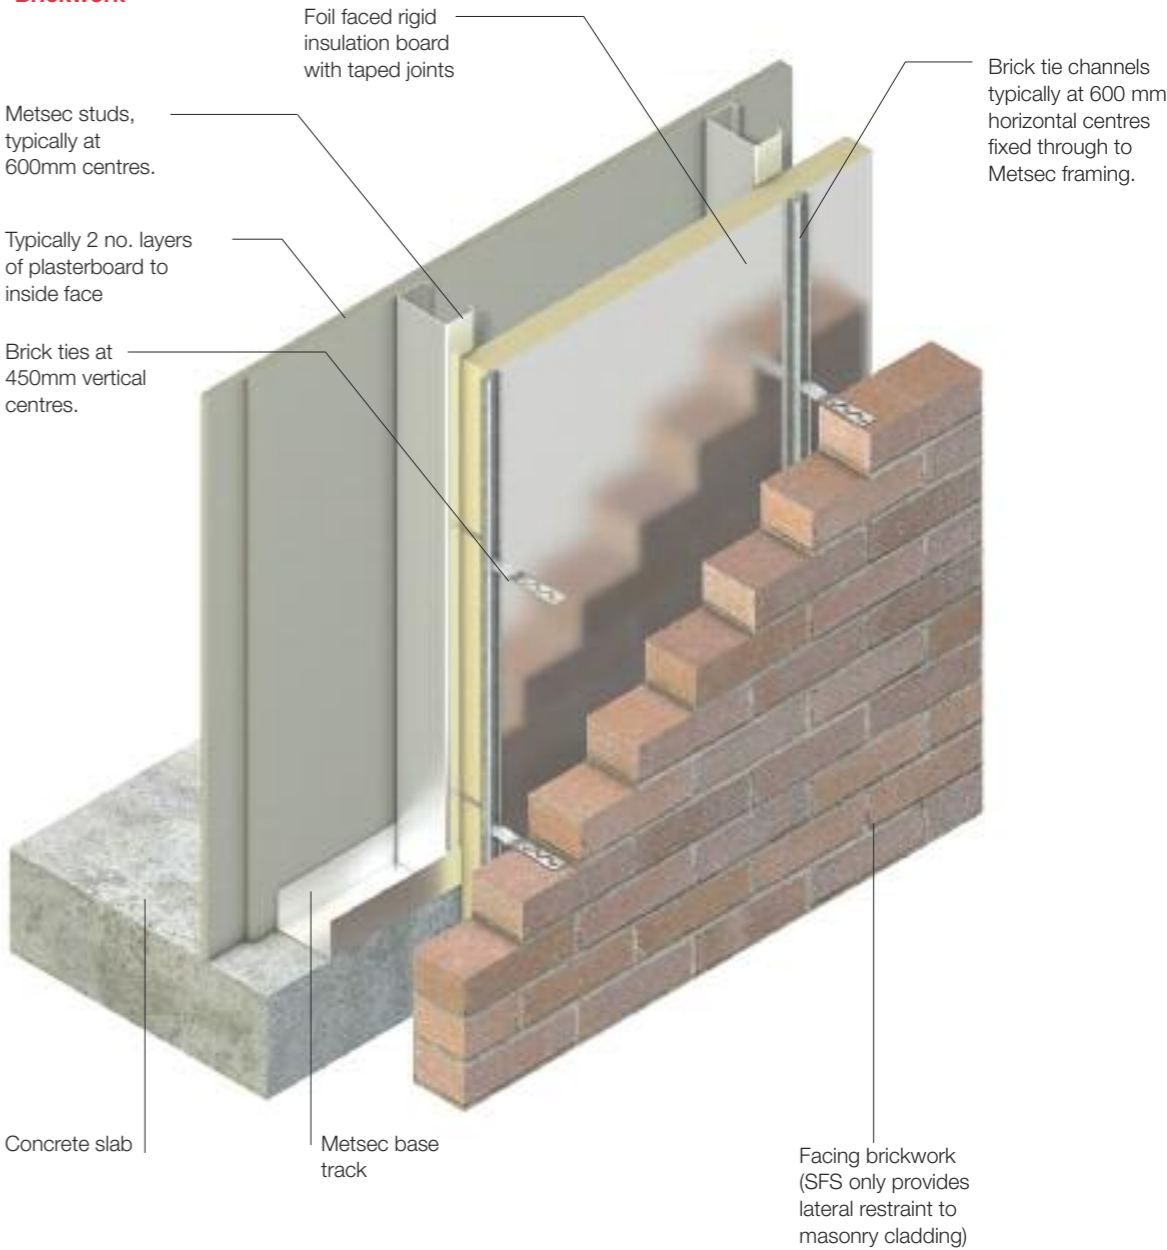 Brickwork
Foil faced rigid
insulation board
with taped joints
Brick tie channels
typically at 600 mm
horizontal centres
fixed through to
Metsec framing.
Metsec studs,
typically at
600mm centres.
Typically 2 no. layers
of plasterboard to
inside face
Brick ties at
450mm vertical
centres.
Concrete slab
Metsec base
track
Facing brickwork
(SFS only provides
lateral restraint to
masonry cladding)